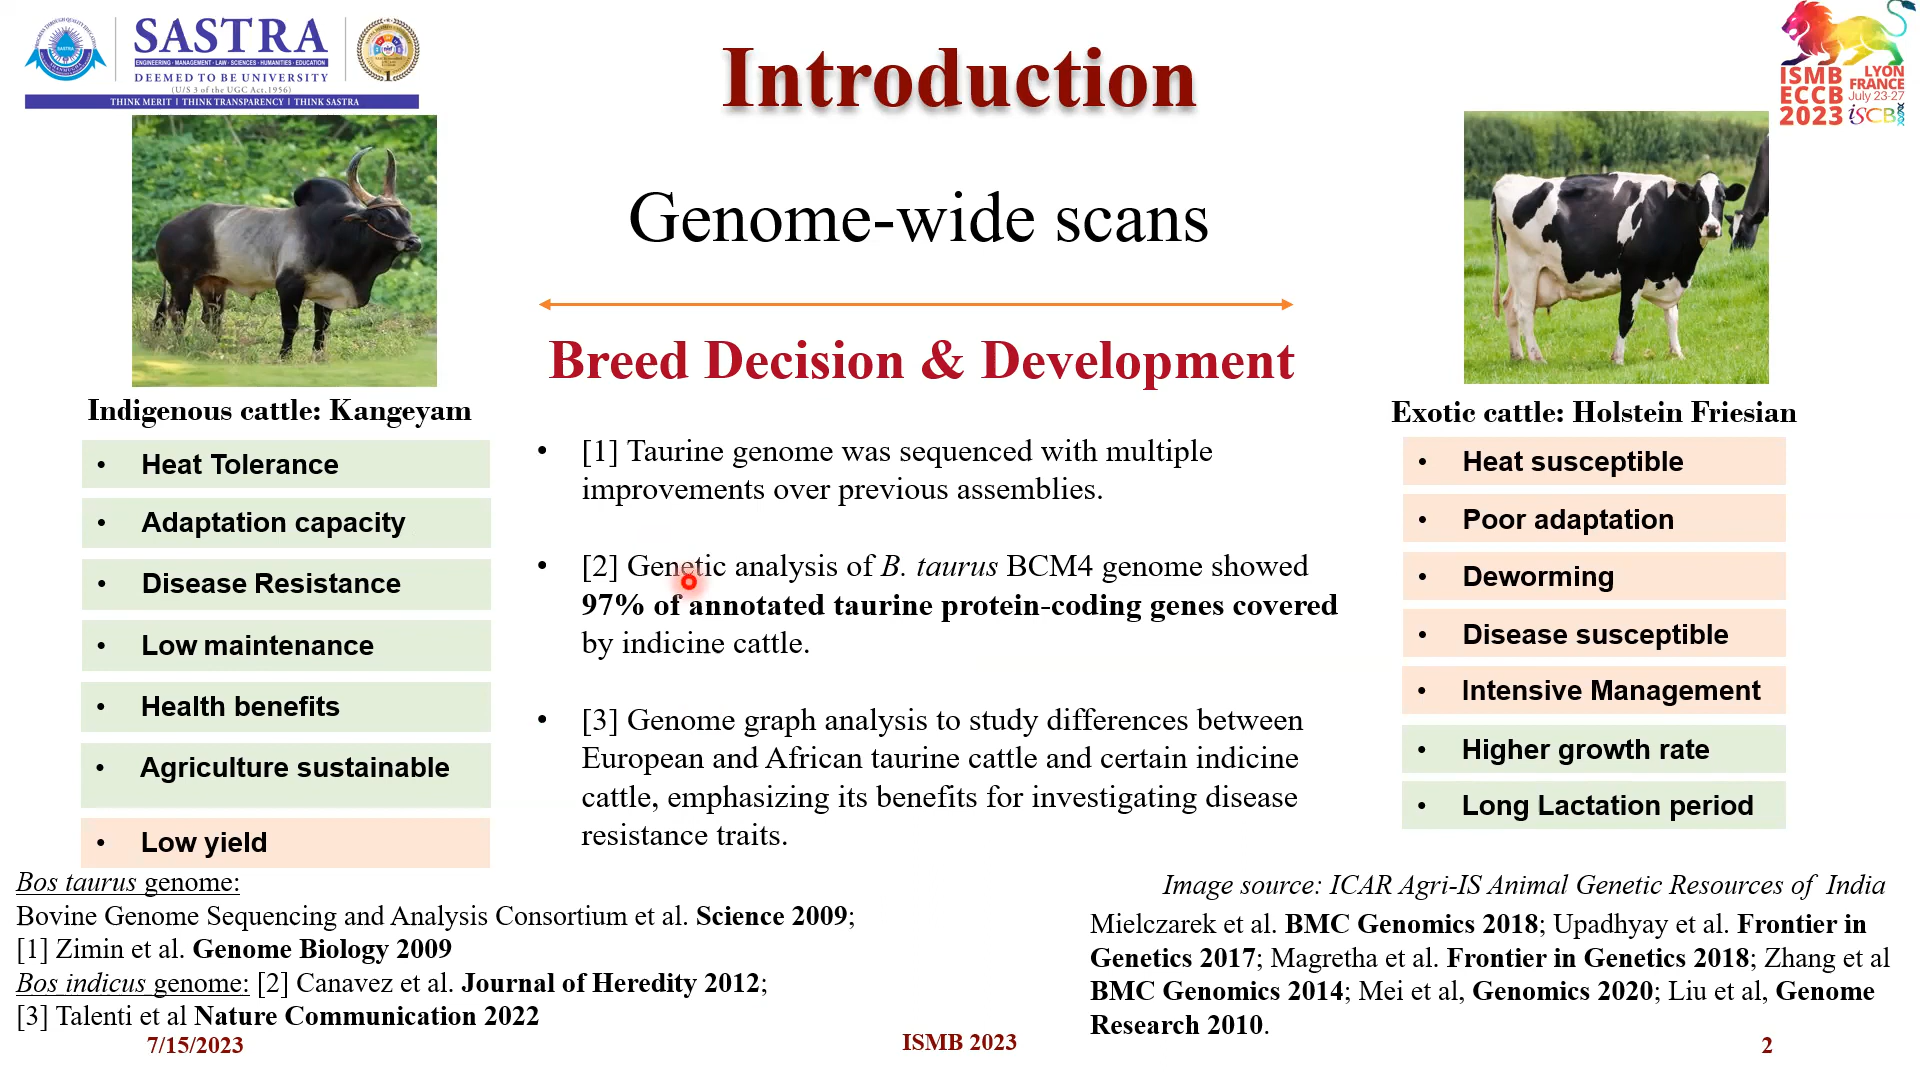 SASTRA
ENGINEERING · MANAGEMENT · LAW · SCIENCES · HUMANITIES · EDUCATION
DEEMED TO BE UNIVERSITY
(U/S 3 of the UGC Act, 1956)
THINK MERIT | THINK TRANSPARENCY | THINK SASTRA
Introduction
ISMB
ECCB
2023
LYON
FRANCE
July 23-27
iSCB
Genome-wide scans
Breed Decision & Development
Indigenous cattle: Kangeyam
• Heat Tolerance
• Adaptation capacity
• Disease Resistance
• Low maintenance
• Health benefits
• Agriculture sustainable
• Low yield
• [1] Taurine genome was sequenced with multiple
improvements over previous assemblies.
• [2] Genetic analysis of B. taurus BCM4 genome showed
97% of annotated taurine protein-coding genes covered
by indicine cattle.
• [3] Genome graph analysis to study differences between
European and African taurine cattle and certain indicine
cattle, emphasizing its benefits for investigating disease
resistance traits.
Exotic cattle: Holstein Friesian
• Heat susceptible
• Poor adaptation
• Deworming
• Disease susceptible
• Intensive Management
• Higher growth rate
• Long Lactation period
Bos taurus genome:
Bovine Genome Sequencing and Analysis Consortium et al. Science 2009;
[1] Zimin et al. Genome Biology 2009
Bos indicus genome: [2] Canavez et al. Journal of Heredity 2012;
[3] Talenti et al Nature Communication 2022
Image source: ICAR Agri-IS Animal Genetic Resources of India
Mielczarek et al. BMC Genomics 2018; Upadhyay et al. Frontier in
Genetics 2017; Magretha et al. Frontier in Genetics 2018; Zhang et al
BMC Genomics 2014; Mei et al, Genomics 2020; Liu et al, Genome
Research 2010.
7/15/2023
ISMB 2023
2